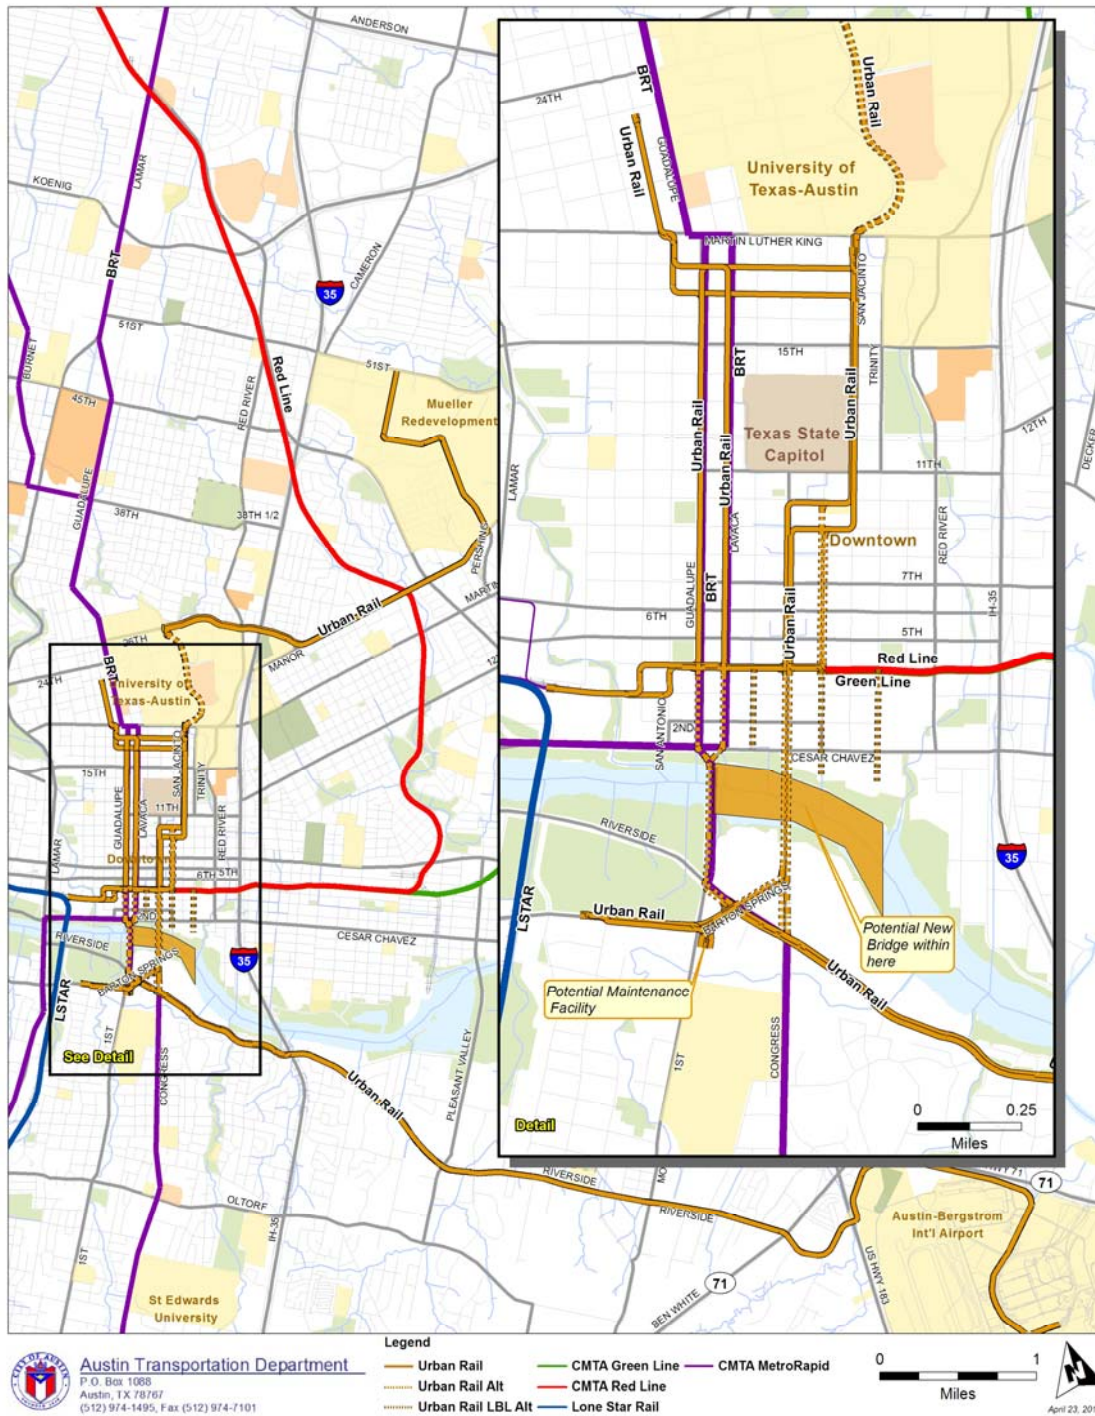 ANDERSON
LAMAR
KOENIG
BRT
CAMERON
35
51ST
BURNET
Red Line
RED RIVER
51ST
Mueller
Redevelopment
45TH
GUADALUPE
38TH
38TH 1/2
PERSHING
Urban Rail
26TH
MANOR
BRT
24TH
University of
Texas-Austin
SAN JACINTO
15TH
TRINITY
GUADALUPE
LAVACA
11TH
RED RIVER
LAMAR
6TH
5TH
2ND
RIVERSIDE
CESAR CHAVEZ
35
BARTON SPRINGS
LSTAR
1ST
See Detail
CONGRESS
Urban Rail
PLEASANT VALLEY
RIVERSIDE
RIVERSIDE
71
OLTORF
IH-35
1ST
Austin-Bergstrom
Int'l Airport
US HWY 183
71
BEN WHITE
St Edwards
University
DECKER
BRT
24TH
Urban Rail
GUADALUPE
Urban Rail
University of
Texas-Austin
MARTIN LUTHER KING
SAN JACINTO
15TH
TRINITY
BRT
Urban Rail
Urban Rail
Urban Rail
Texas State
Capitol
12TH
11TH
LAMAR
LAVACA
RED RIVER
Downtown
7TH
GUADALUPE
BRT
Urban Rail
IH-35
6TH
5TH
Red Line
Green Line
SAN ANTONIO
2ND
CESAR CHAVEZ
RIVERSIDE
35
LSTAR
Urban Rail
BARTON SPRINGS
Potential New
Bridge within
here
Urban Rail
Potential Maintenance
Facility
1ST
CONGRESS
Detail
0 0.25
Miles
Austin Transportation Department
P.O. Box 1088
Austin, TX 78767
(512) 974-1495, Fax (512) 974-7101
Legend
Urban Rail
Urban Rail Alt
Urban Rail LBL Alt
CMTA Green Line
CMTA Red Line
Lone Star Rail
CMTA MetroRapid
0 1
Miles
N